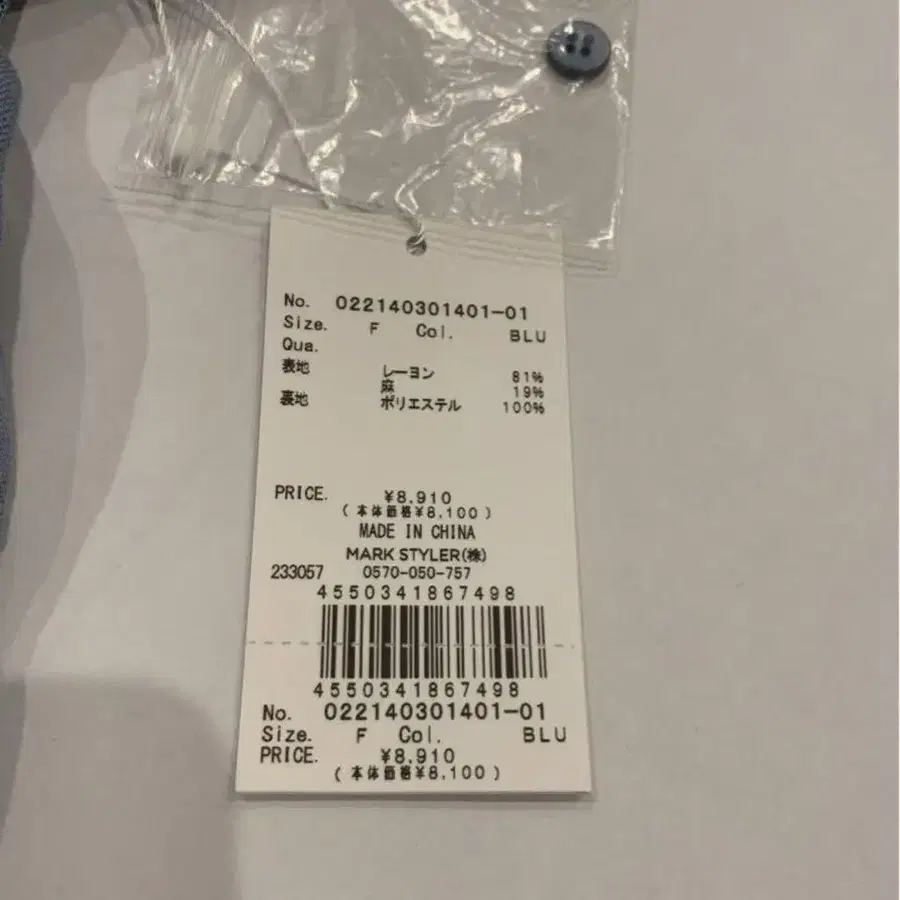 No. 022140301401-01
Size. F Col. BLU
Qua.
表地 レーヨン 81%
麻 19%
裏地 ポリエステル 100%
PRICE. ¥8,910
(本体価格¥8,100)
MADE IN CHINA
MARK STYLER(株)
233057 0570-050-757
4550341867498
4550341867498
No. 022140301401-01
Size. F Col. BLU
PRICE. ¥8,910
(本体価格¥8,100)